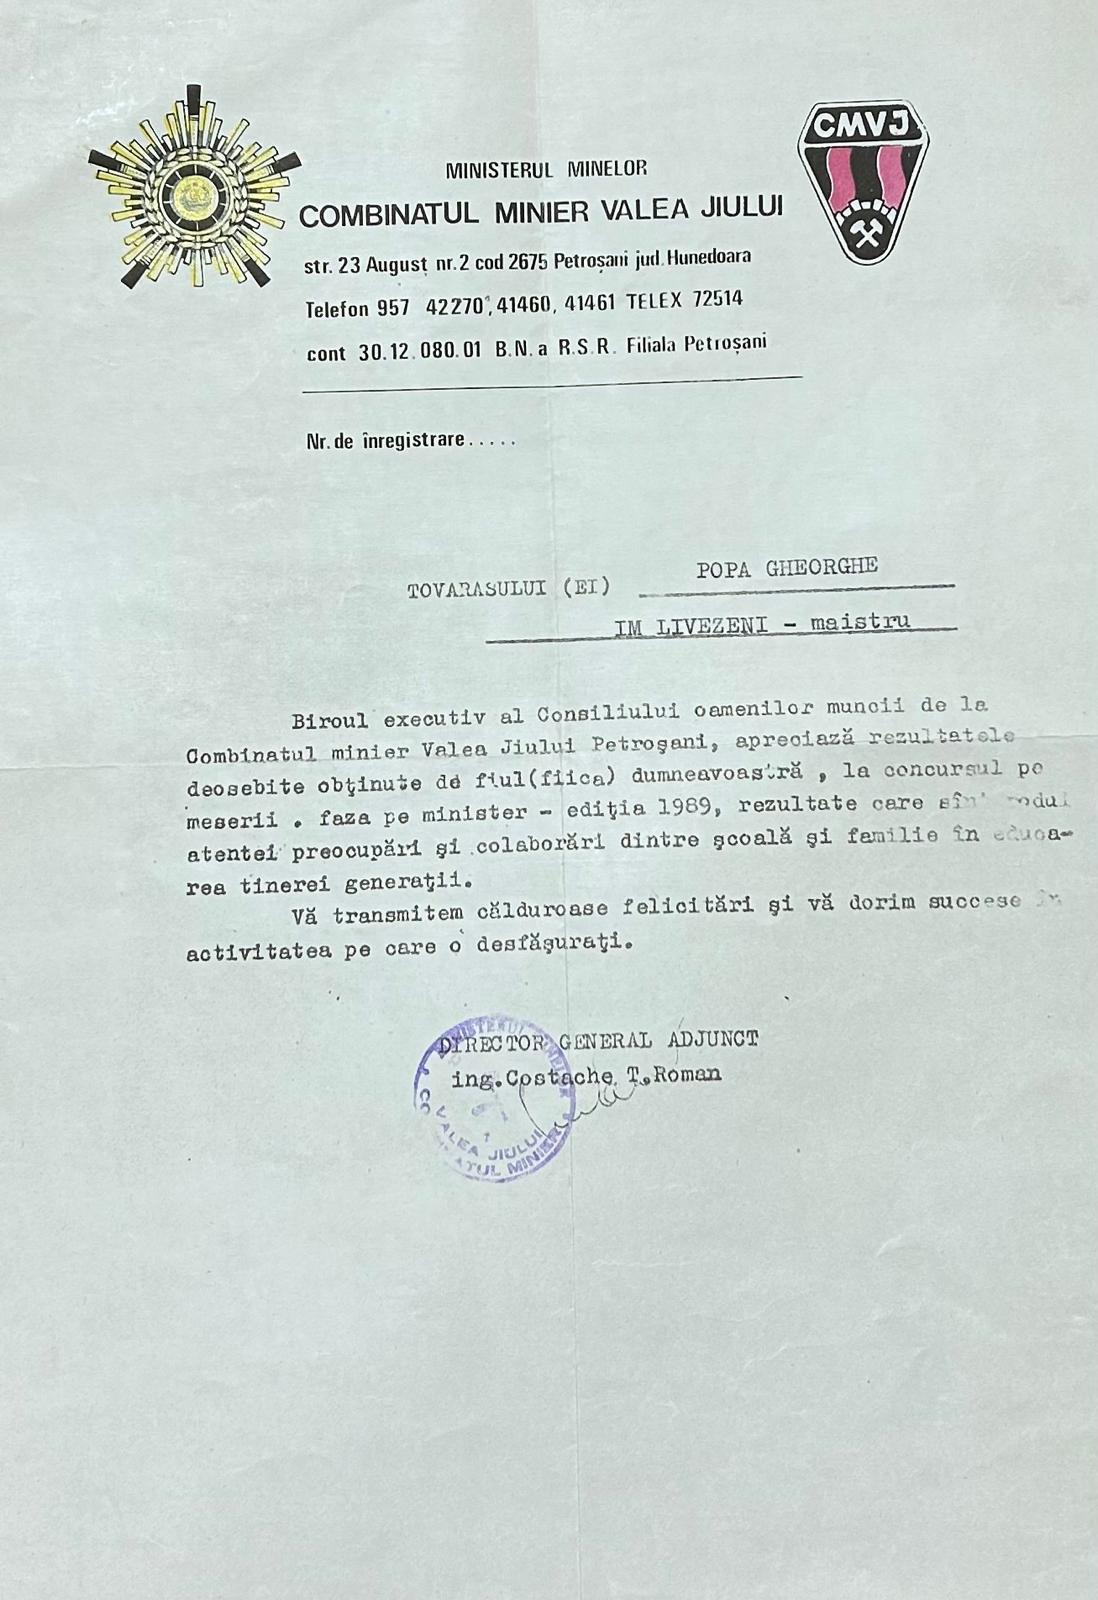 CMVJ
MINISTERUL MINELOR
COMBINATUL MINIER VALEA JIULUI
str. 23 August nr.2 cod 2675 Petroșani jud. Hunedoara
Telefon 957 42270, 41460, 41461 TELEX 72514
cont 30.12.080.01 B.N. a R.S.R. Filiala Petroșani
Nr. de înregistrare.....
TOVARASULUI (EI) POPA GHEORGHE
IM LIVEZENI - maistru
Biroul executiv al Consiliului oamenilor muncii de la
Combinatul minier Valea Jiului Petroşani, apreciază rezultatele
deosebite obţinute de fiul(fiica) dumneavoastră , la concursul pe
meserii . faza pe minister - ediţia 1989, rezultate care
atentei preocupări şi colaborări dintre şcoală şi familie în educa-
rea tinerei generaţii.
Vă transmitem călduroase felicitări şi vă dorim succese în
activitatea pe care o desfăşuraţi.
DIRECTOR GENERAL ADJUNCT
ing.Costache T.Roman
MINISTERUL MINELOR
VALEA JIULUI
MINIER